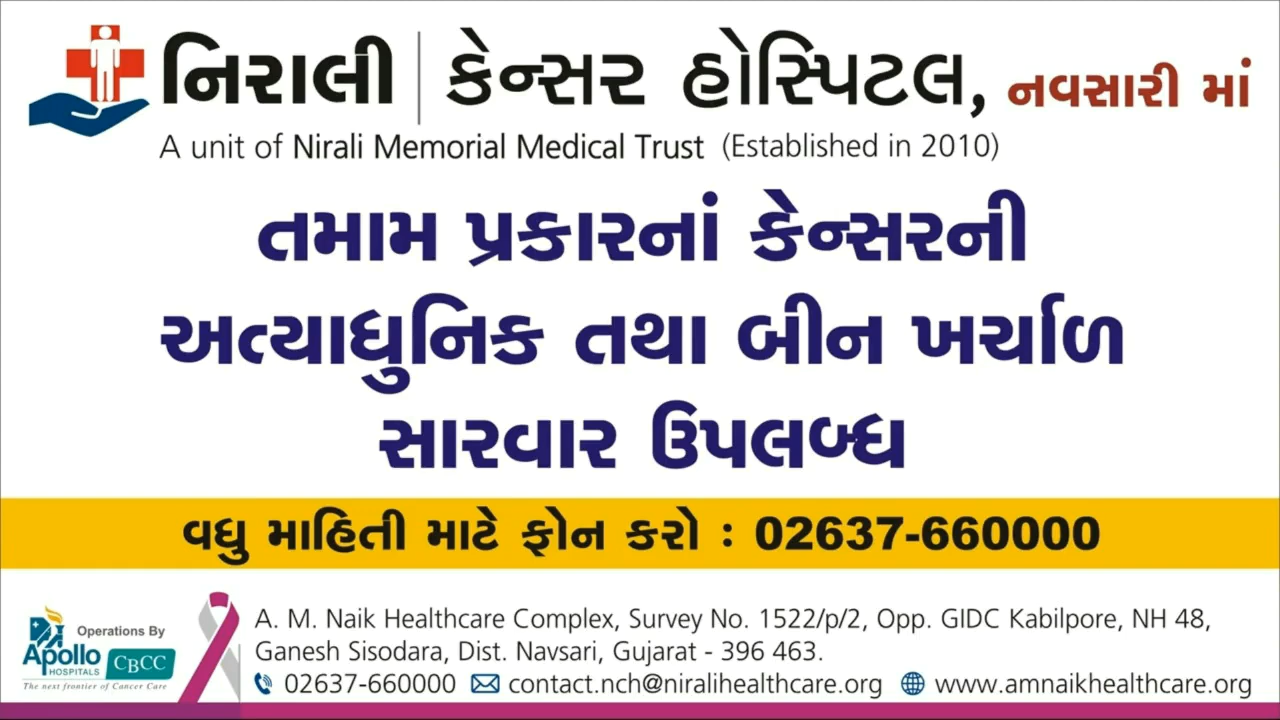 નિરાલી | કેન્સર હોસ્પિટલ, નવસારી માં
A unit of Nirali Memorial Medical Trust (Established in 2010)
તમામ પ્રકારનાં કેન્સરની
અત્યાધુનિક તથા બીન ખર્ચાળ
સારવાર ઉપલબ્ધ
વધુ માહિતી માટે ફોન કરો : 02637-660000
Operations By
Apollo
HOSPITALS
CBCC
The next frontier of Cancer Care
A. M. Naik Healthcare Complex, Survey No. 1522/p/2, Opp. GIDC Kabilpore, NH 48,
Ganesh Sisodara, Dist. Navsari, Gujarat - 396 463.
02637-660000 contact.nch@niralihealthcare.org www.amnaikhealthcare.org